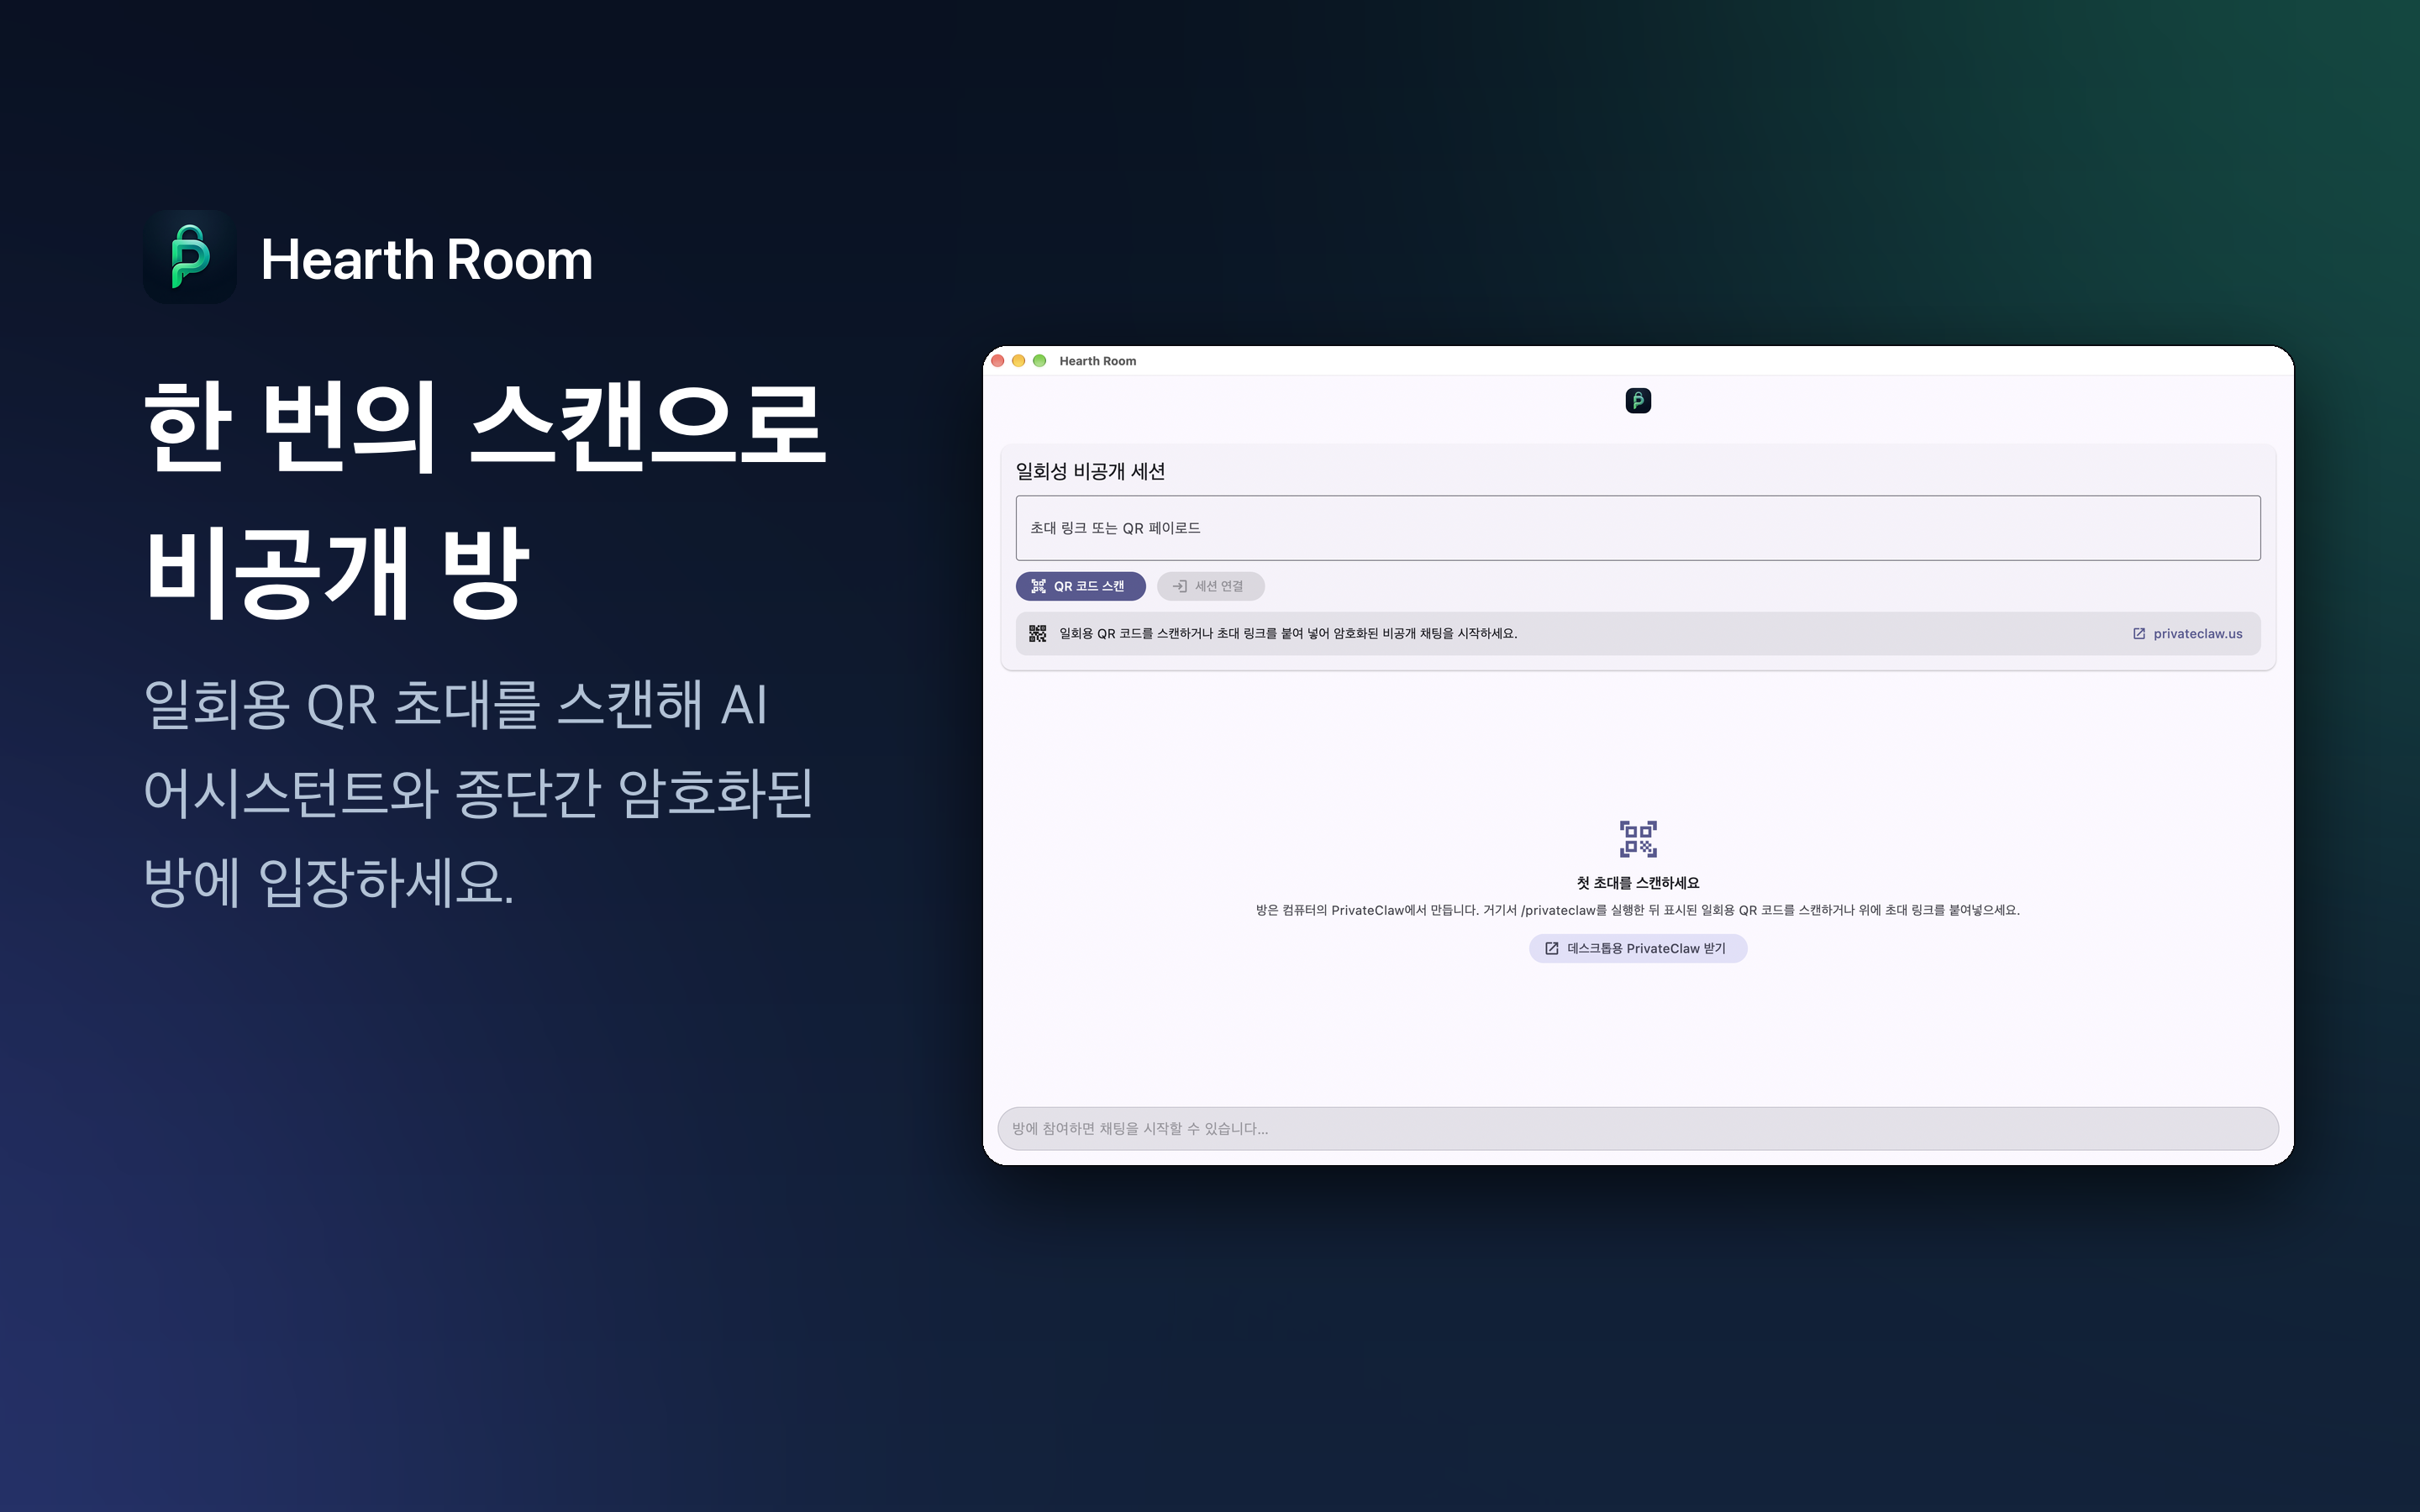 Hearth Room
한 번의 스캔으로
비공개 방
일회용 QR 초대를 스캔해 AI
어시스턴트와 종단간 암호화된
방에 입장하세요.
Hearth Room
일회성 비공개 세션
초대 링크 또는 QR 페이로드
QR 코드 스캔
세션 연결
일회용 QR 코드를 스캔하거나 초대 링크를 붙여 넣어 암호화된 비공개 채팅을 시작하세요.
privateclaw.us
첫 초대를 스캔하세요
방은 컴퓨터의 PrivateClaw에서 만듭니다. 거기서 /privateclaw를 실행한 뒤 표시된 일회용 QR 코드를 스캔하거나 위에 초대 링크를 붙여넣으세요.
데스크톱용 PrivateClaw 받기
방에 참여하면 채팅을 시작할 수 있습니다...